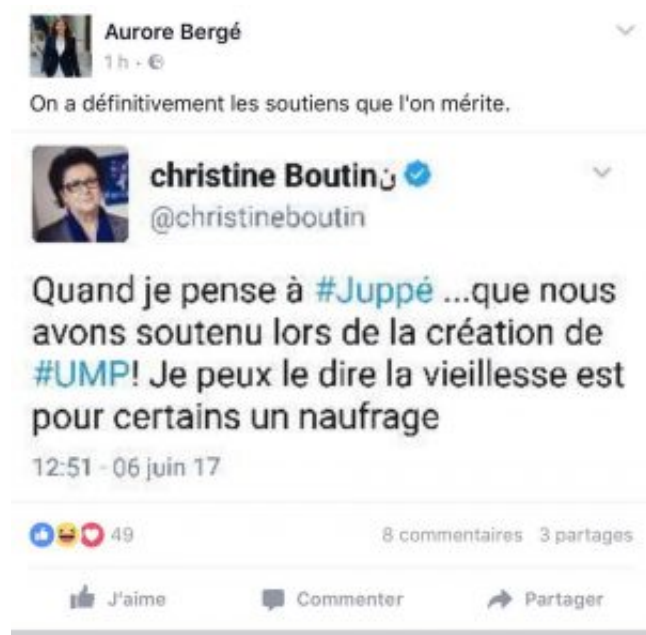 Aurore Bergé
1 h ·
On a définitivement les soutiens que l'on mérite.
christine Boutinن
@christineboutin
Quand je pense à #Juppé ...que nous
avons soutenu lors de la création de
#UMP! Je peux le dire la vieillesse est
pour certains un naufrage
12:51 - 06 juin 17
49 8 commentaires 3 partages
J'aime Commenter Partager